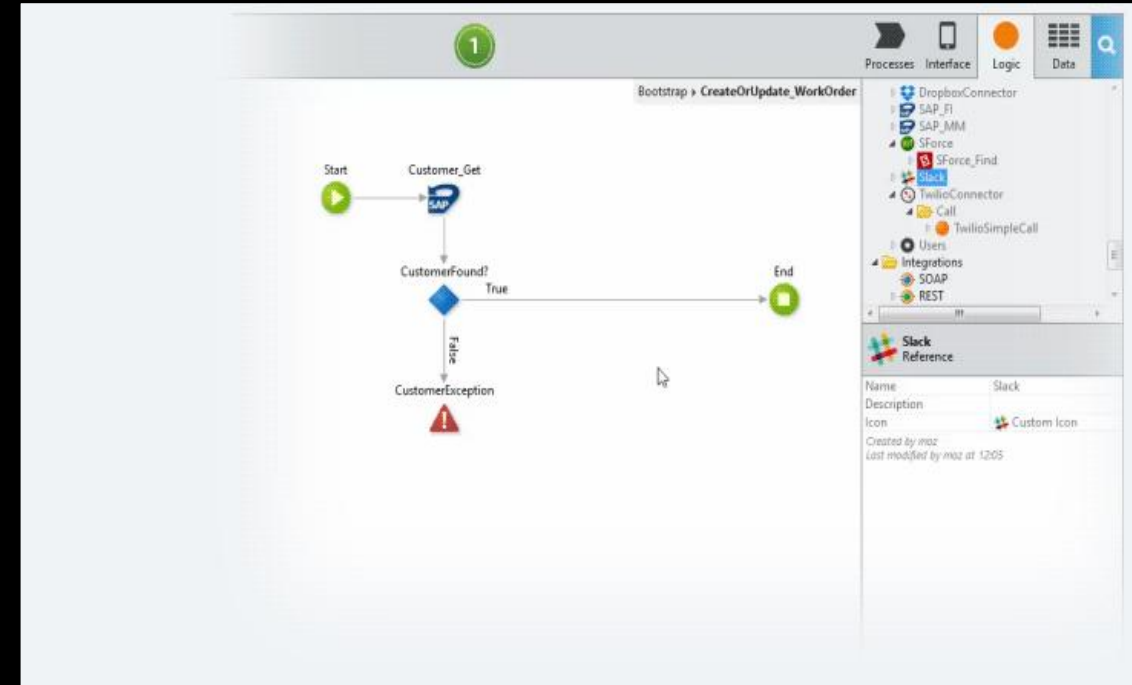 1
Processes Interface Logic Data
Bootstrap › CreateOrUpdate_WorkOrder
Start
Customer_Get
SAP
CustomerFound?
True
End
False
CustomerException
DropboxConnector
SAP_FI
SAP_MM
SForce
SForce_Find
Slack
TwilioConnector
Call
TwilioSimpleCall
Users
Integrations
SOAP
REST
Slack
Reference
Name Slack
Description
Icon Custom Icon
Created by moz
Last modified by moz at 12:05